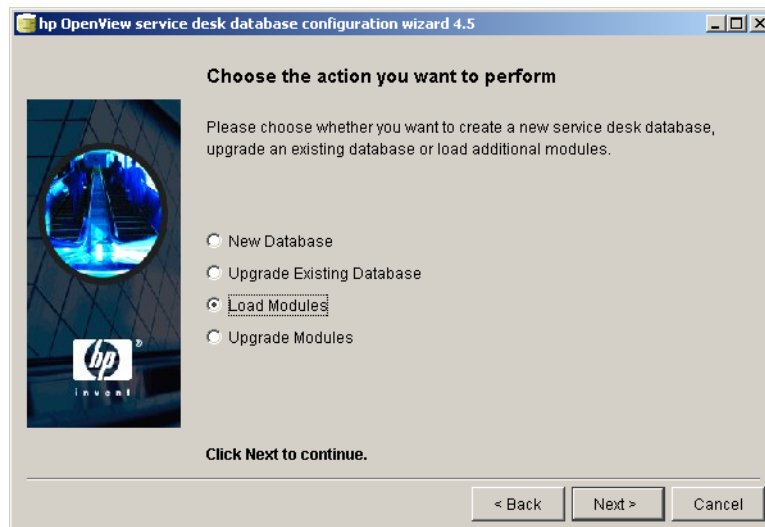 hp OpenView service desk database configuration wizard 4.5
Choose the action you want to perform
Please choose whether you want to create a new service desk database,
upgrade an existing database or load additional modules.
New Database
Upgrade Existing Database
Load Modules
Upgrade Modules
hp
®
invent
Click Next to continue.
< Back
Next >
Cancel